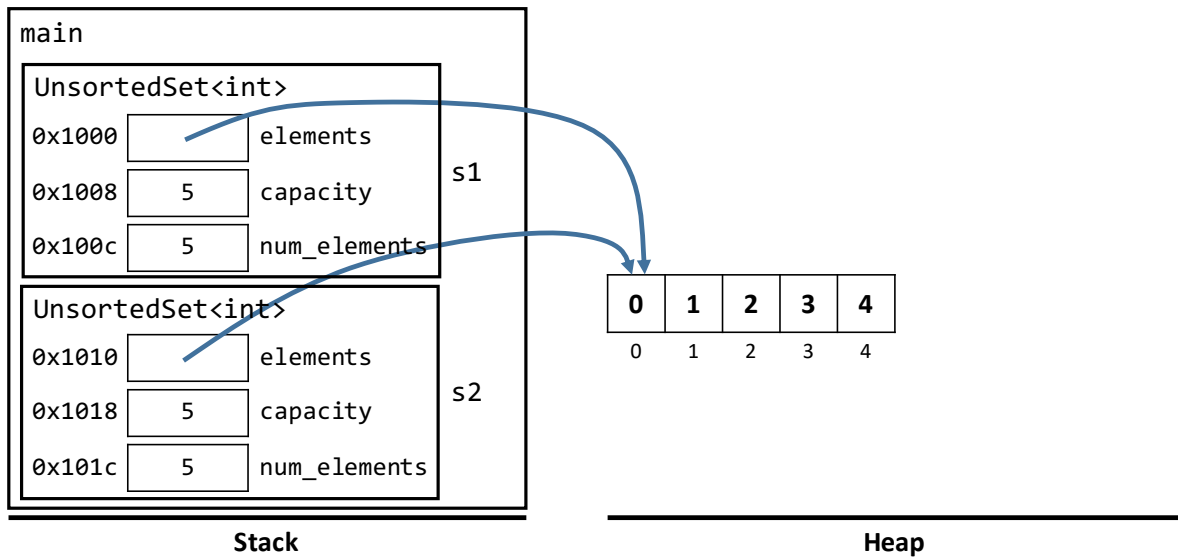 main
UnsortedSet<int>
0x1000 elements
0x1008 5 capacity
s1
0x100c 5 num_elements
UnsortedSet<int>
0x1010 elements
0x1018 5 capacity
s2
0x101c 5 num_elements
0 1 2 3 4
0 1 2 3 4
Stack
Heap